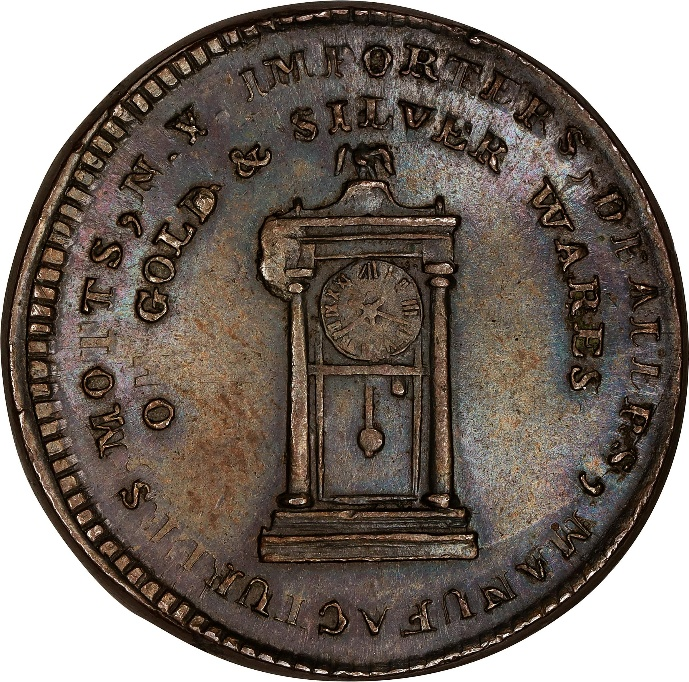 MOTTS, N.Y. IMPORTERS, DEALERS, MANUFACTURERS,
OF GOLD & SILVER WARES